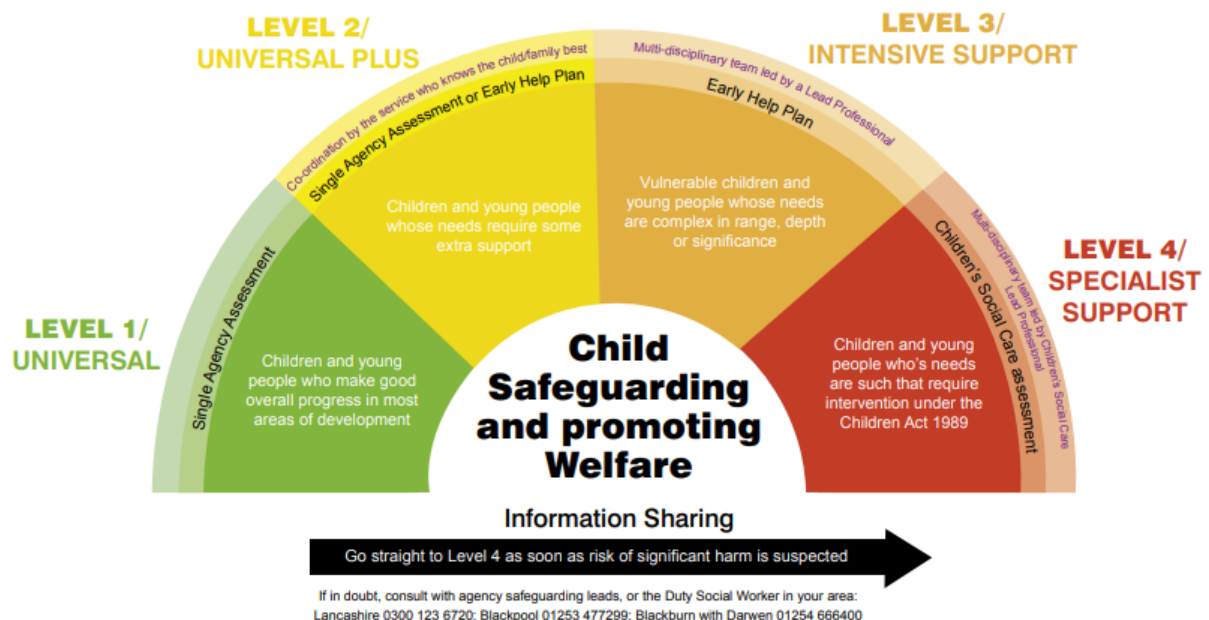 LEVEL 1/
UNIVERSAL
Single Agency Assessment
Children and young
people who make good
overall progress in most
areas of development
LEVEL 2/
UNIVERSAL PLUS
Co-ordination by the service who knows the child/family best
Single Agency Assessment or Early Help Plan
Children and young people
whose needs require some
extra support
LEVEL 3/
INTENSIVE SUPPORT
Multi-disciplinary team led by a Lead Professional
Early Help Plan
Vulnerable children and
young people whose needs
are complex in range, depth
or significance
LEVEL 4/
SPECIALIST
SUPPORT
Multi-disciplinary team led by Children's Social Care
Lead Professional
Children's Social Care assessment
Children and young
people who's needs
are such that require
intervention under the
Children Act 1989
Child
Safeguarding
and promoting
Welfare
Information Sharing
Go straight to Level 4 as soon as risk of significant harm is suspected
If in doubt, consult with agency safeguarding leads, or the Duty Social Worker in your area:
Lancashire 0300 123 6720; Blackpool 01253 477299; Blackburn with Darwen 01254 666400